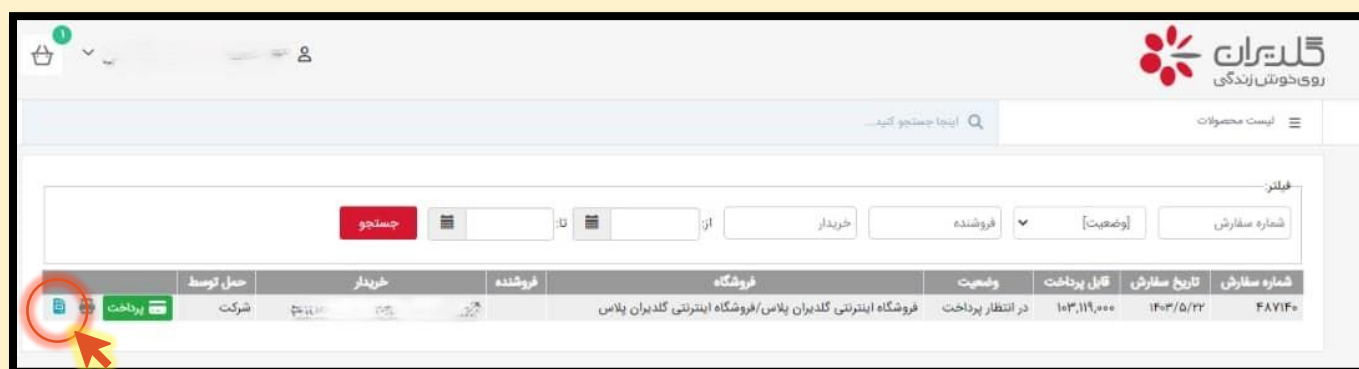 گلدیران
روی‌خوش‌زندگی
۱
لیست محصولات
اینجا جستجو کنید...
فیلتر:
شماره سفارش [وضعیت] فروشنده خریدار از: تا: جستجو
شماره سفارش تاریخ سفارش قابل پرداخت وضعیت فروشگاه فروشنده خریدار حمل توسط
۴۸۷۱۴۰ ۱۴۰۳/۵/۲۲ ۱۰۳,۱۱۹,۰۰۰ در انتظار پرداخت فروشگاه اینترنتی گلدیران پلاس/فروشگاه اینترنتی گلدیران پلاس شرکت پرداخت